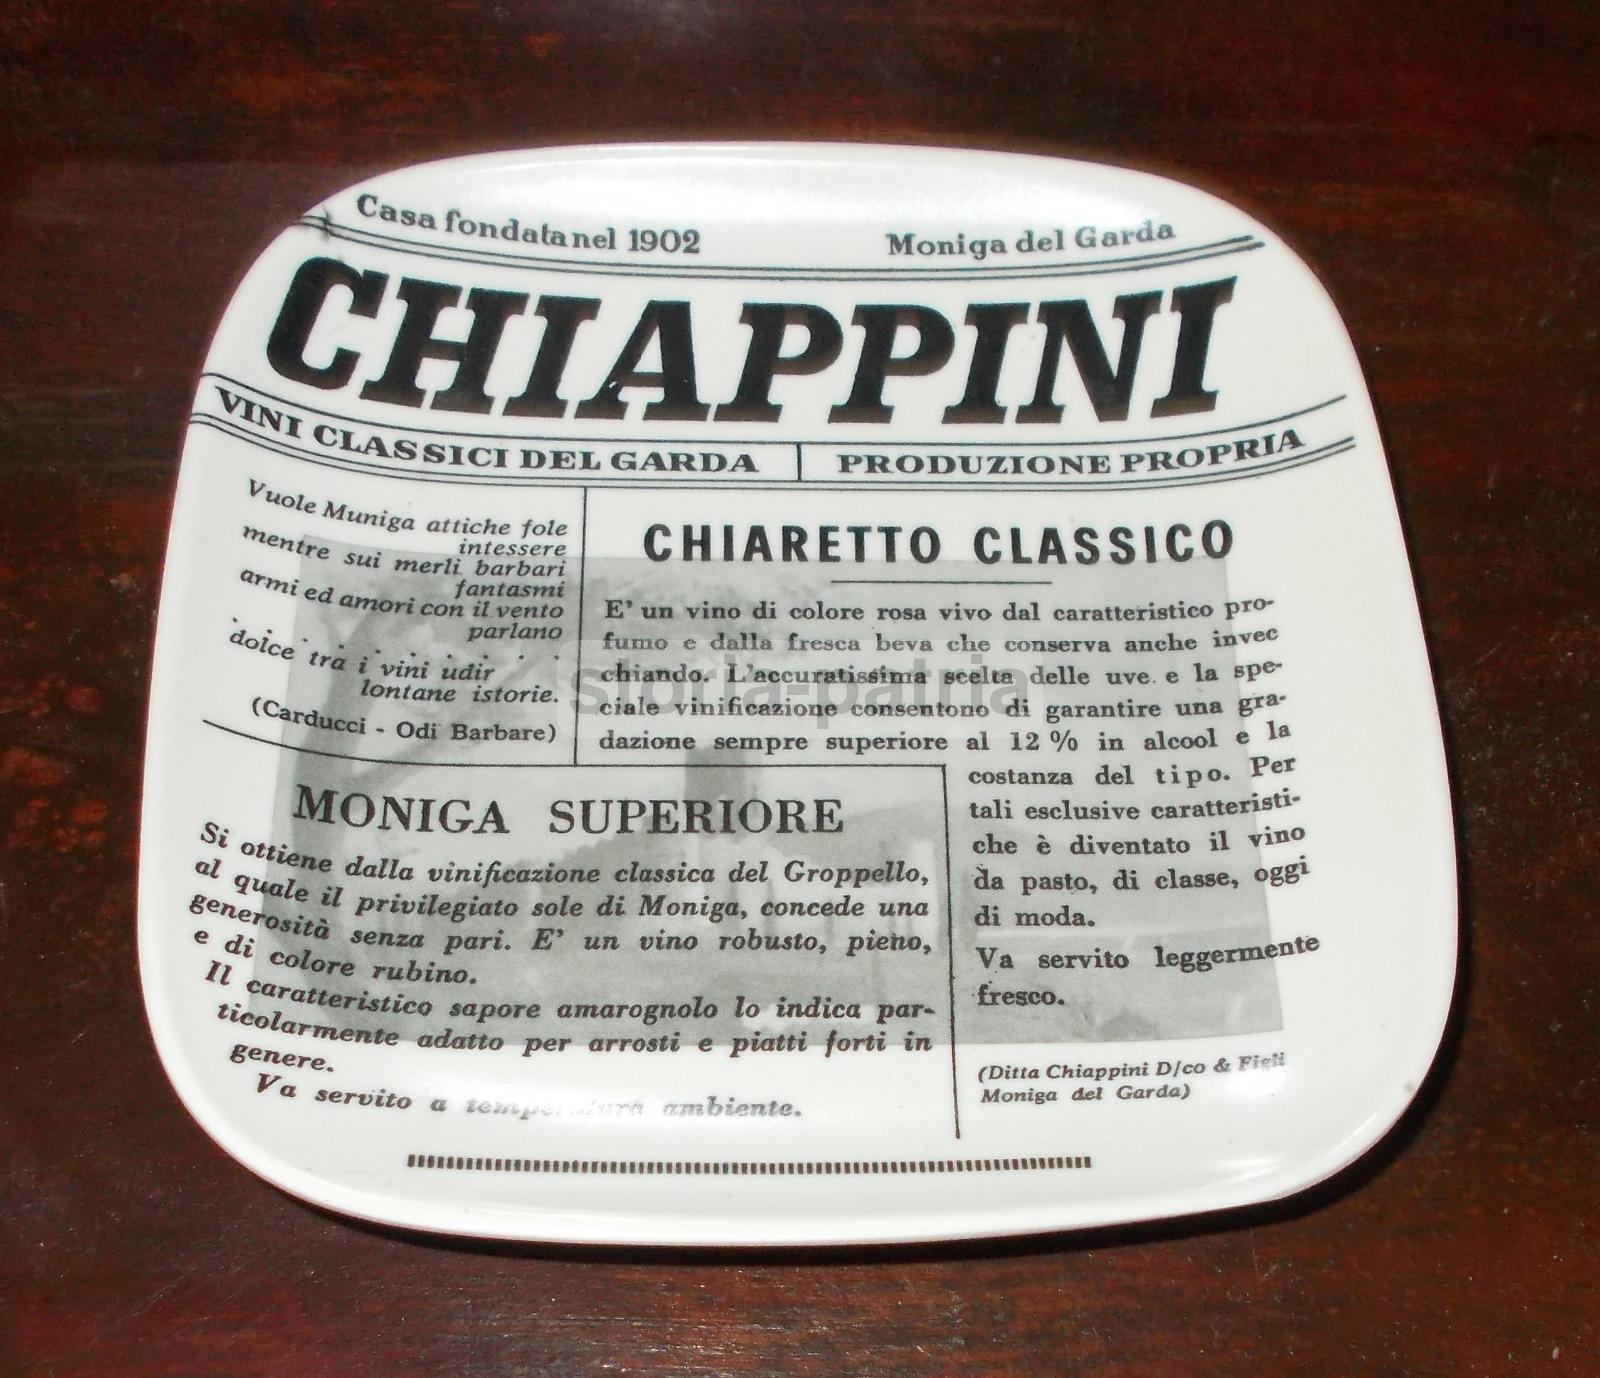 Casa fondata nel 1902
Moniga del Garda
CHIAPPINI
VINI CLASSICI DEL GARDA
PRODUZIONE PROPRIA
Vuole Muniga attiche fole
intessere
mentre sui merli barbari
fantasmi
armi ed amori con il vento
parlano
. . . . . . . .
dolce tra i vini udir
lontane istorie.
(Carducci - Odi Barbare)
CHIARETTO CLASSICO
E' un vino di colore rosa vivo dal caratteristico pro-
fumo e dalla fresca beva che conserva anche invec
chiando. L'accuratissima scelta delle uve. e la spe-
ciale vinificazione consentono di garantire una gra-
dazione sempre superiore al 12 % in alcool e la
costanza del tipo. Per
tali esclusive caratteristi-
che è diventato il vino
da pasto, di classe, oggi
di moda.
Va servito leggermente
fresco.
(Ditta Chiappini D/co & Figli
Moniga del Garda)
MONIGA SUPERIORE
Si ottiene dalla vinificazione classica del Groppello,
al quale il privilegiato sole di Moniga, concede una
generosità senza pari. E' un vino robusto, pieno,
e di colore rubino.
Il caratteristico sapore amarognolo lo indica par-
ticolarmente adatto per arrosti e piatti forti in
genere.
Va servito a temperatura ambiente.
storia-patria